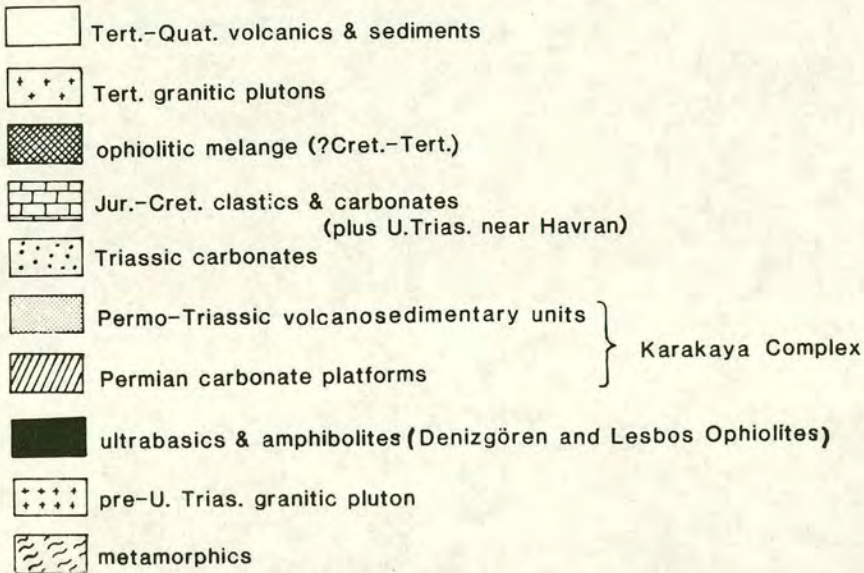 Tert.-Quat. volcanics & sediments
Tert. granitic plutons
ophiolitic melange (?Cret.-Tert.)
Jur.-Cret. clastics & carbonates
(plus U.Trias. near Havran)
Triassic carbonates
Permo-Triassic volcanosedimentary units
Karakaya Complex
Permian carbonate platforms
ultrabasics & amphibolites (Denizgören and Lesbos Ophiolites)
pre-U. Trias. granitic pluton
metamorphics